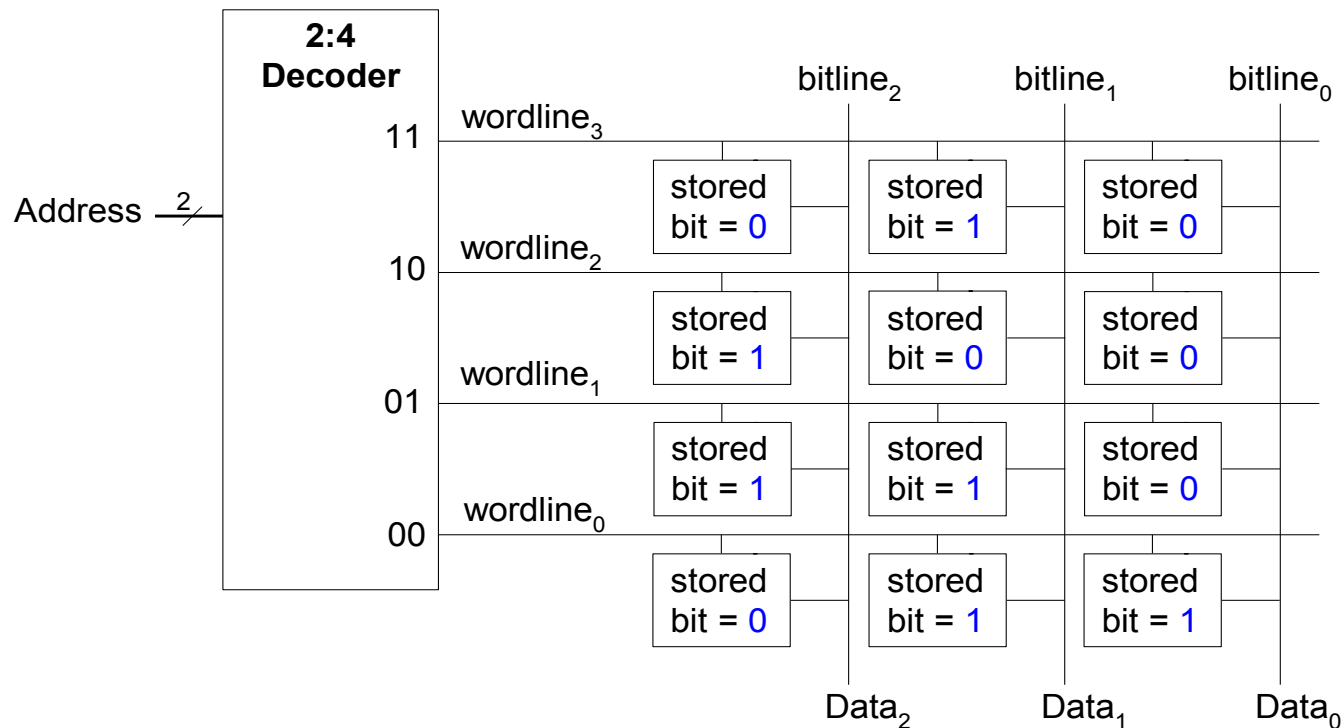 2:4
Decoder
bitline₂ bitline₁ bitline₀
wordline₃
11
stored stored stored
bit = 0 bit = 1 bit = 0
Address 2
wordline₂
10
stored stored stored
bit = 1 bit = 0 bit = 0
wordline₁
01
stored stored stored
bit = 1 bit = 1 bit = 0
wordline₀
00
stored stored stored
bit = 0 bit = 1 bit = 1
Data₂ Data₁ Data₀